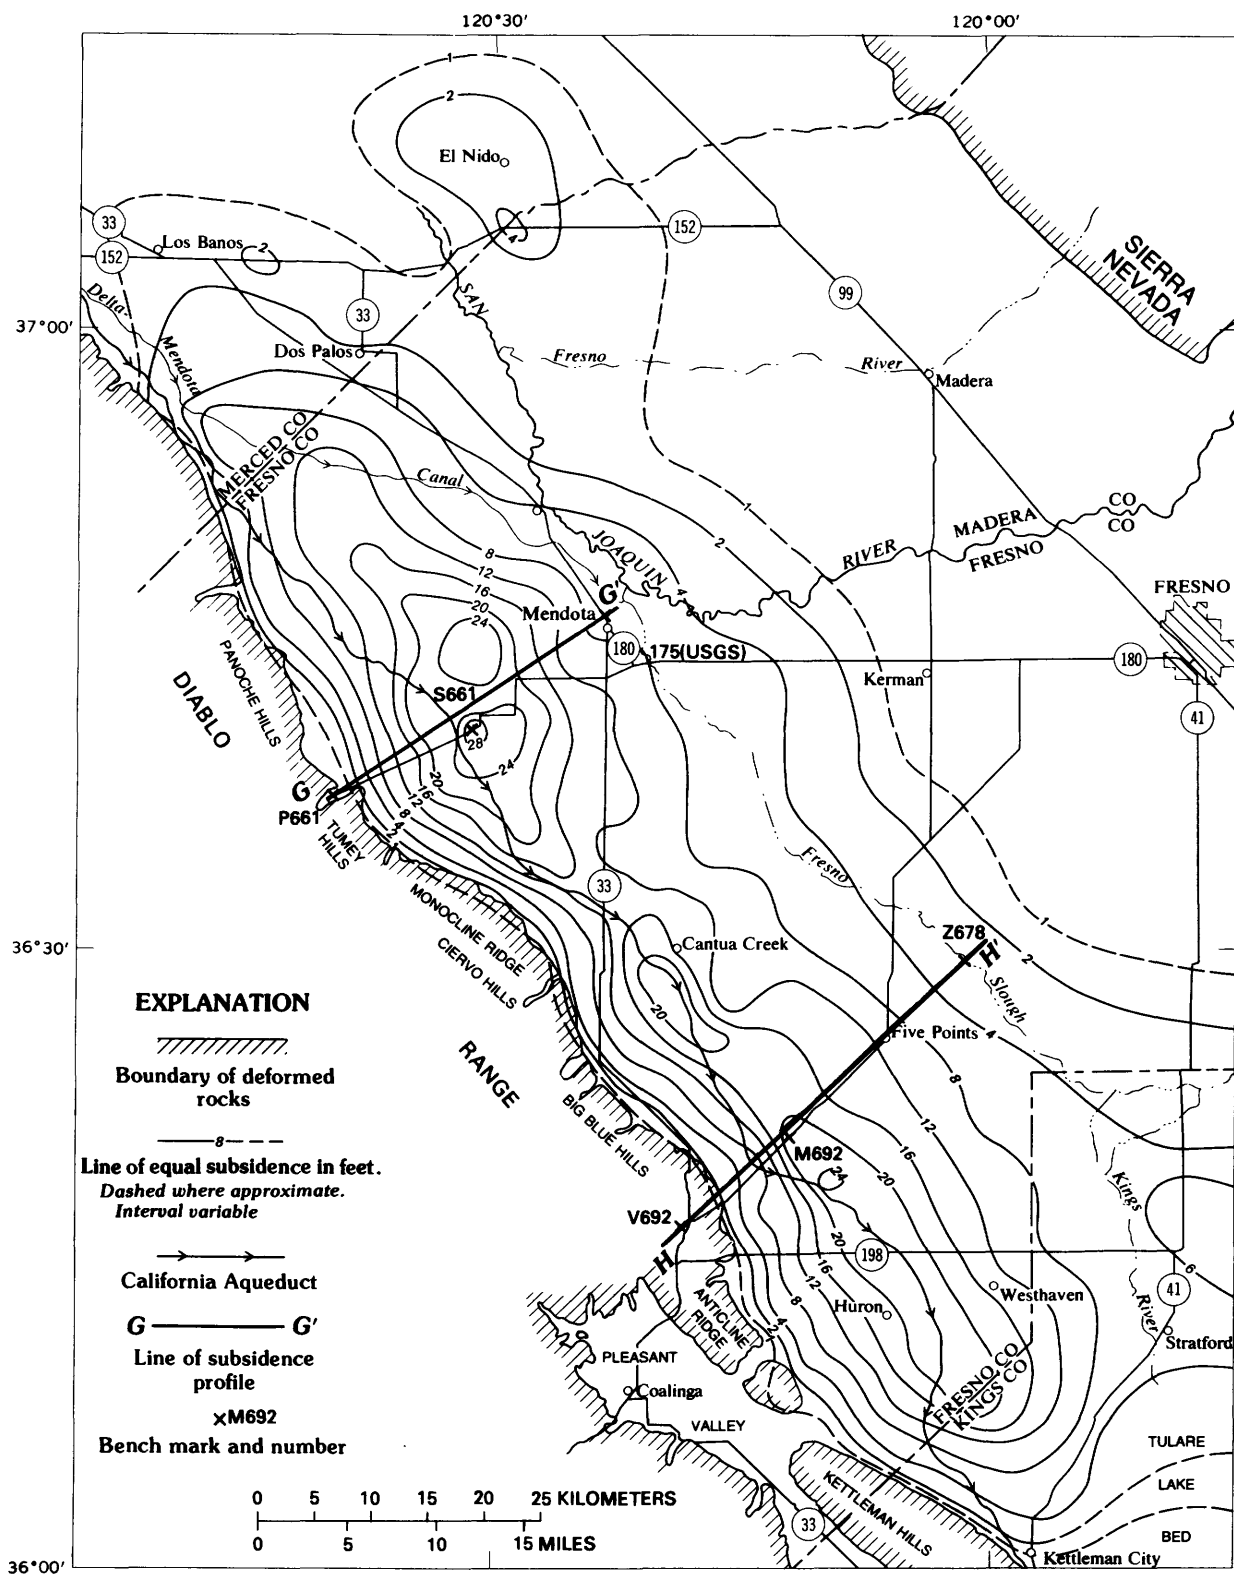 120°30'
120°00'
1
2
El Nido
4
152
33
152
Los Banos
2
99
SIERRA
NEVADA
SAN
Delta-
Mendota
33
37°00'
Dos Palos
Fresno
River
Madera
MERCED CO
FRESNO CO
Canal
1
2
JOAQUIN
RIVER
MADERA
CO
FRESNO
CO
8
12
16
20
24
4
G'
Mendota
FRESNO
180
175(USGS)
180
Kerman
41
PANOCHE HILLS
DIABLO
S661
28
24
G
P661
20
16
12
8
4
2
TUMEY
HILLS
Fresno
33
MONOCLINE RIDGE
CIERVO HILLS
36°30'
Cantua Creek
20
Z678
H'
1
2
Slough
4
Five Points
8
12
16
20
24
RANGE
BIG BLUE HILLS
M692
V692
H
Kings
River
6
20
16
12
8
4
2
198
41
Huron
Westhaven
Stratford
ANTICLINE
RIDGE
PLEASANT
Coalinga
VALLEY
FRESNO CO
KINGS CO
TULARE
LAKE
BED
KETTLEMAN HILLS
33
Kettleman City
36°00'
EXPLANATION
Boundary of deformed
rocks
8
Line of equal subsidence in feet.
Dashed where approximate.
Interval variable
California Aqueduct
G G'
Line of subsidence
profile
×M692
Bench mark and number
0 5 10 15 20 25 KILOMETERS
0 5 10 15 MILES